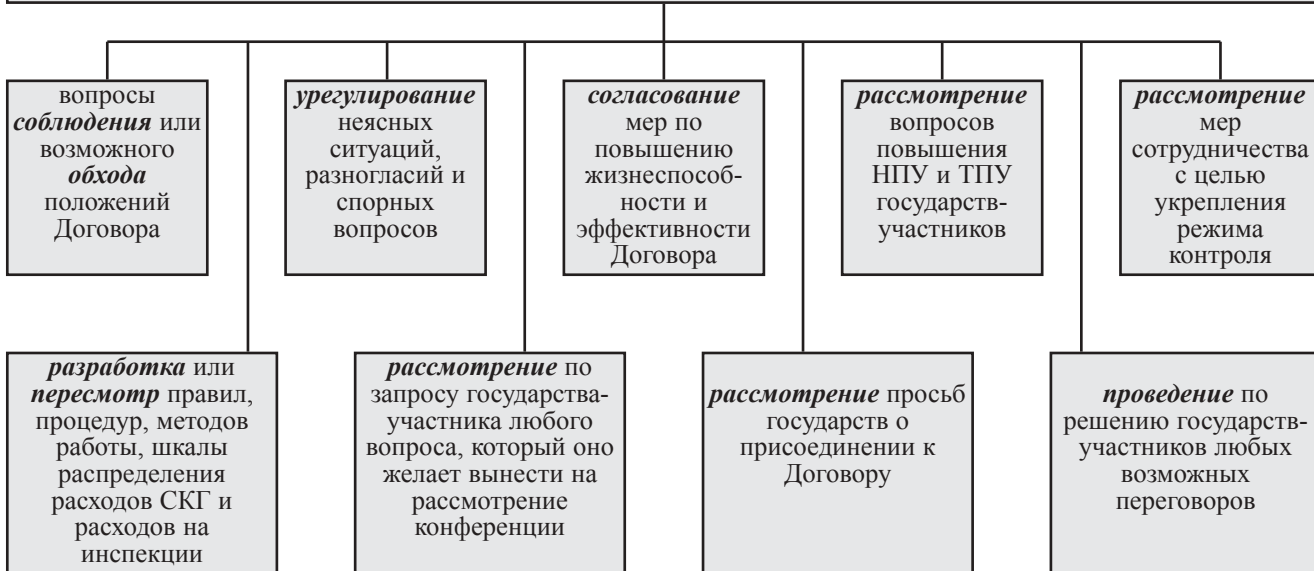 вопросы
соблюдения или
возможного
обхода
положений
Договора
урегулирование
неясных
ситуаций,
разногласий и
спорных
вопросов
согласование
мер по
повышению
жизнеспособ-
ности и
эффективности
Договора
рассмотрение
вопросов
повышения
НПУ и ТПУ
государств-
участников
рассмотрение
мер
сотрудничества
с целью
укрепления
режима
контроля
разработка или
пересмотр правил,
процедур, методов
работы, шкалы
распределения
расходов СКГ и
расходов на
инспекции
рассмотрение по
запросу государства-
участника любого
вопроса, который оно
желает вынести на
рассмотрение
конференции
рассмотрение просьб
государств о
присоединении к
Договору
проведение по
решению государств-
участников любых
возможных
переговоров